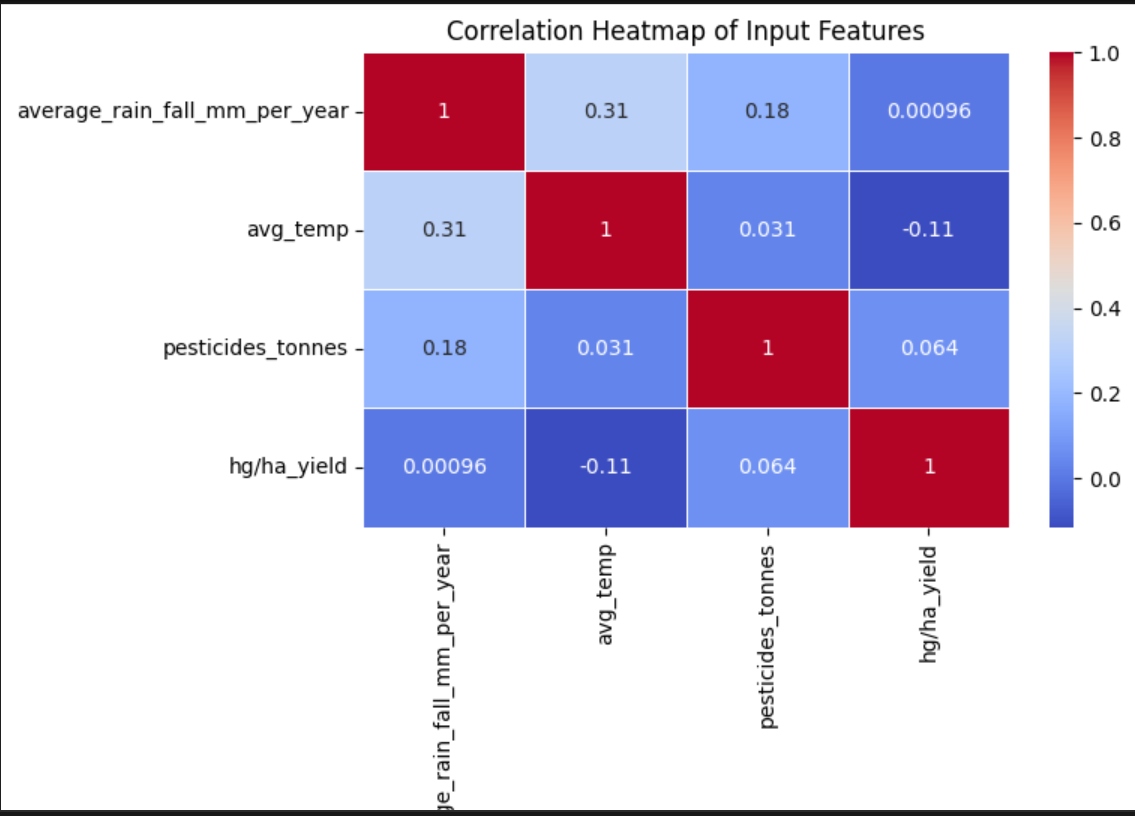 Correlation Heatmap of Input Features
average_rain_fall_mm_per_year 1 0.31 0.18 0.00096
avg_temp 0.31 1 0.031 -0.11
pesticides_tonnes 0.18 0.031 1 0.064
hg/ha_yield 0.00096 -0.11 0.064 1
ge_rain_fall_mm_per_year
avg_temp
pesticides_tonnes
hg/ha_yield
1.0
0.8
0.6
0.4
0.2
0.0